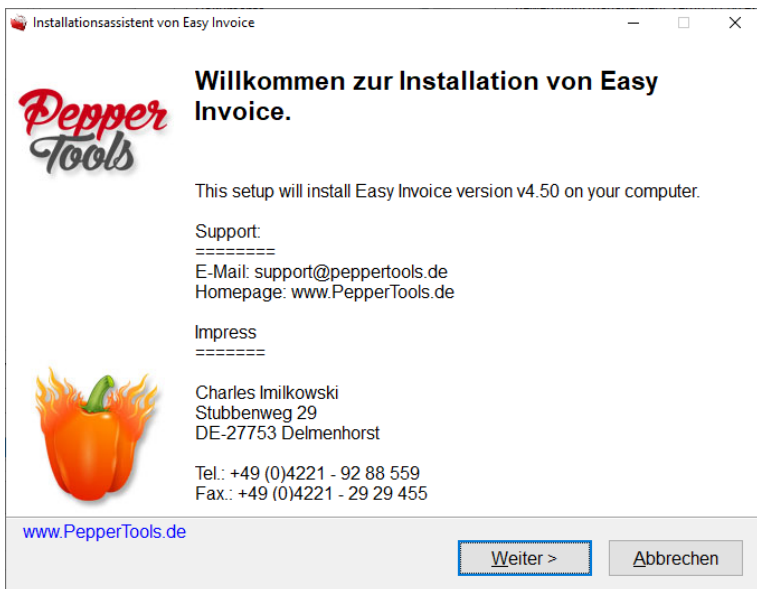 Installationsassistent von Easy Invoice
Pepper
Tools
Willkommen zur Installation von Easy
Invoice.
This setup will install Easy Invoice version v4.50 on your computer.
Support:
========
E-Mail: support@peppertools.de
Homepage: www.PepperTools.de
Impress
=======
Charles Imilkowski
Stubbenweg 29
DE-27753 Delmenhorst
Tel.: +49 (0)4221 - 92 88 559
Fax.: +49 (0)4221 - 29 29 455
www.PepperTools.de
Weiter >
Abbrechen